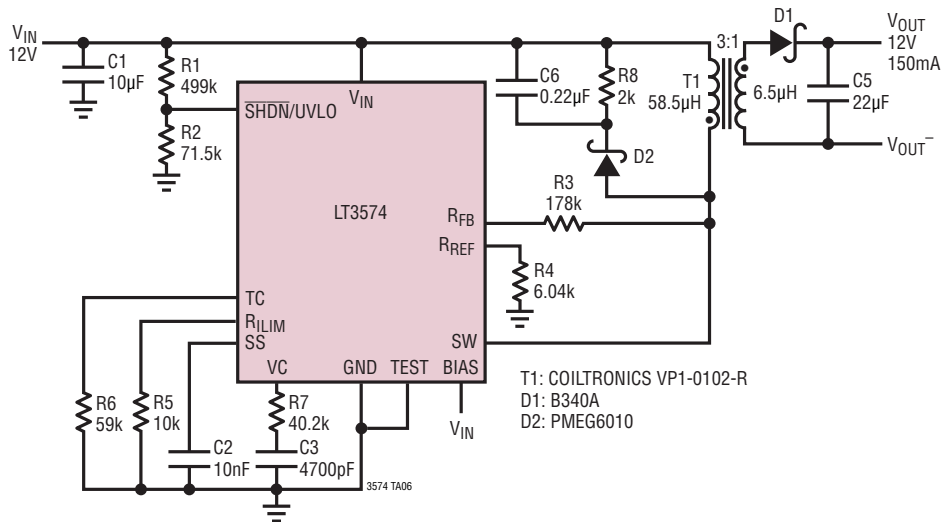 VIN
12V
C1
10µF
R1
499k
R2
71.5k
SHDN/UVLO
VIN
LT3574
RFB
RREF
TC
RILIM
SS
SW
VC
GND
TEST
BIAS
VIN
C6
0.22µF
R8
2k
D2
T1
58.5µH
3:1
6.5µH
D1
C5
22µF
VOUT
12V
150mA
VOUT–
R3
178k
R4
6.04k
R6
59k
R5
10k
C2
10nF
R7
40.2k
C3
4700pF
3574 TA06
T1: COILTRONICS VP1-0102-R
D1: B340A
D2: PMEG6010